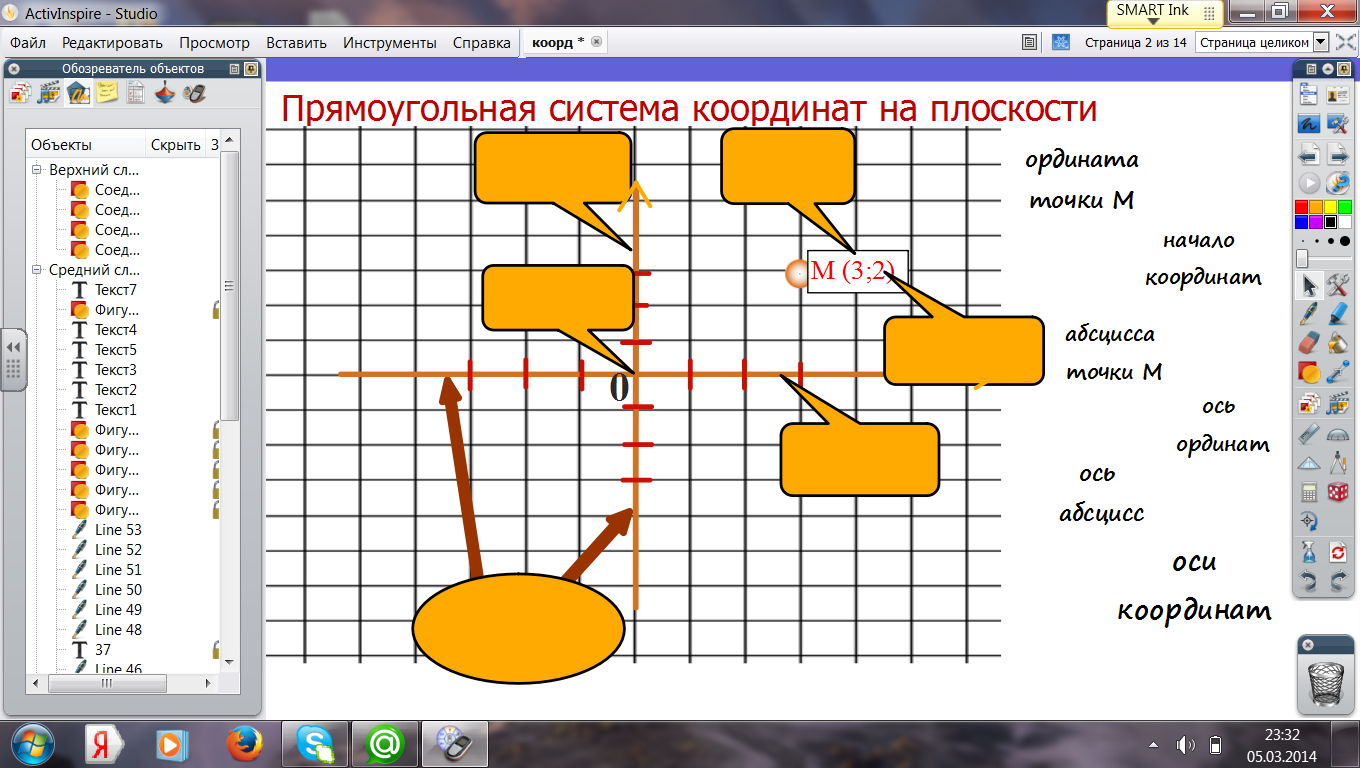 ActivInspire - Studio
SMART Ink
Файл Редактировать Просмотр Вставить Инструменты Справка коорд * Страница 2 из 14 Страница целиком
Обозреватель объектов
Объекты Скрыть З
Верхний сл...
Соед...
Соед...
Соед...
Соед...
Средний сл...
Текст7
Фигу...
Текст4
Текст5
Текст3
Текст2
Текст1
Фигу...
Фигу...
Фигу...
Фигу...
Фигу...
Line 53
Line 52
Line 51
Line 50
Line 49
Line 48
37
Line 46
Прямоугольная система координат на плоскости
М (3;2)
0
ордината
точки М
начало
координат
абсцисса
точки М
ось
ординат
ось
абсцисс
оси
координат
23:32
05.03.2014